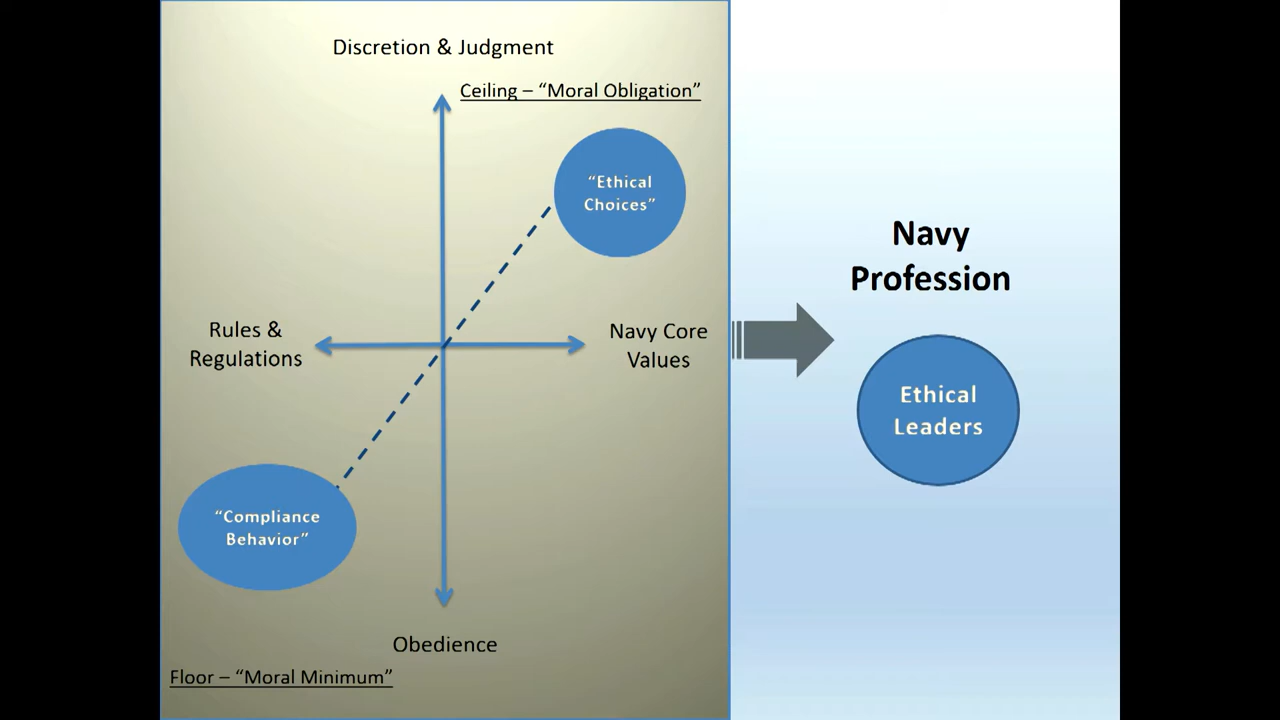 Discretion & Judgment
Ceiling – “Moral Obligation”
“Ethical
Choices”
Rules &
Regulations
Navy Core
Values
“Compliance
Behavior”
Obedience
Floor – “Moral Minimum”
Navy
Profession
Ethical
Leaders